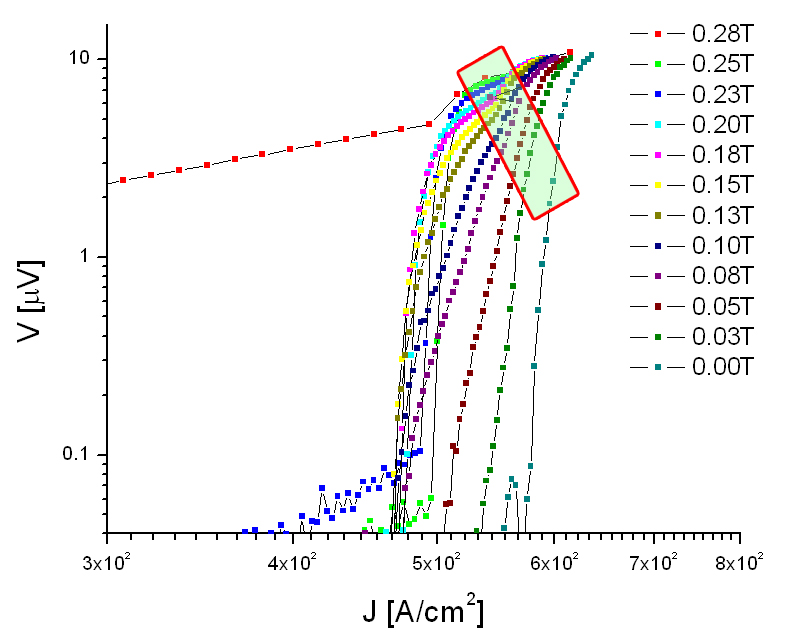 10
1
0.1
V [μV]
3x10²
4x10²
5x10²
6x10²
7x10²
8x10²
J [A/cm²]
0.28T
0.25T
0.23T
0.20T
0.18T
0.15T
0.13T
0.10T
0.08T
0.05T
0.03T
0.00T